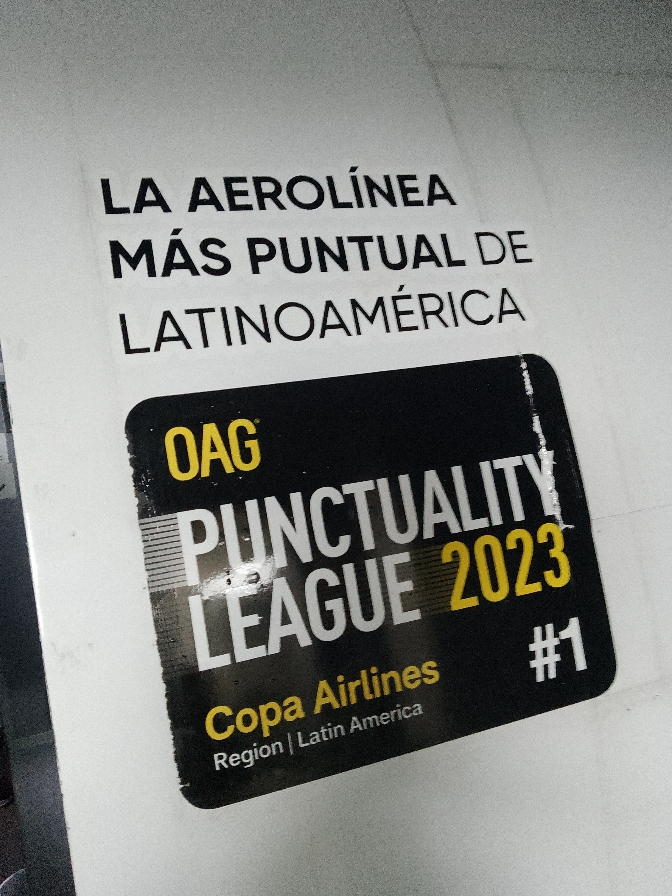 LA AEROLÍNEA
MÁS PUNTUAL DE
LATINOAMÉRICA
OAG®
PUNCTUALITY
LEAGUE 2023
#1
Copa Airlines
Region | Latin America